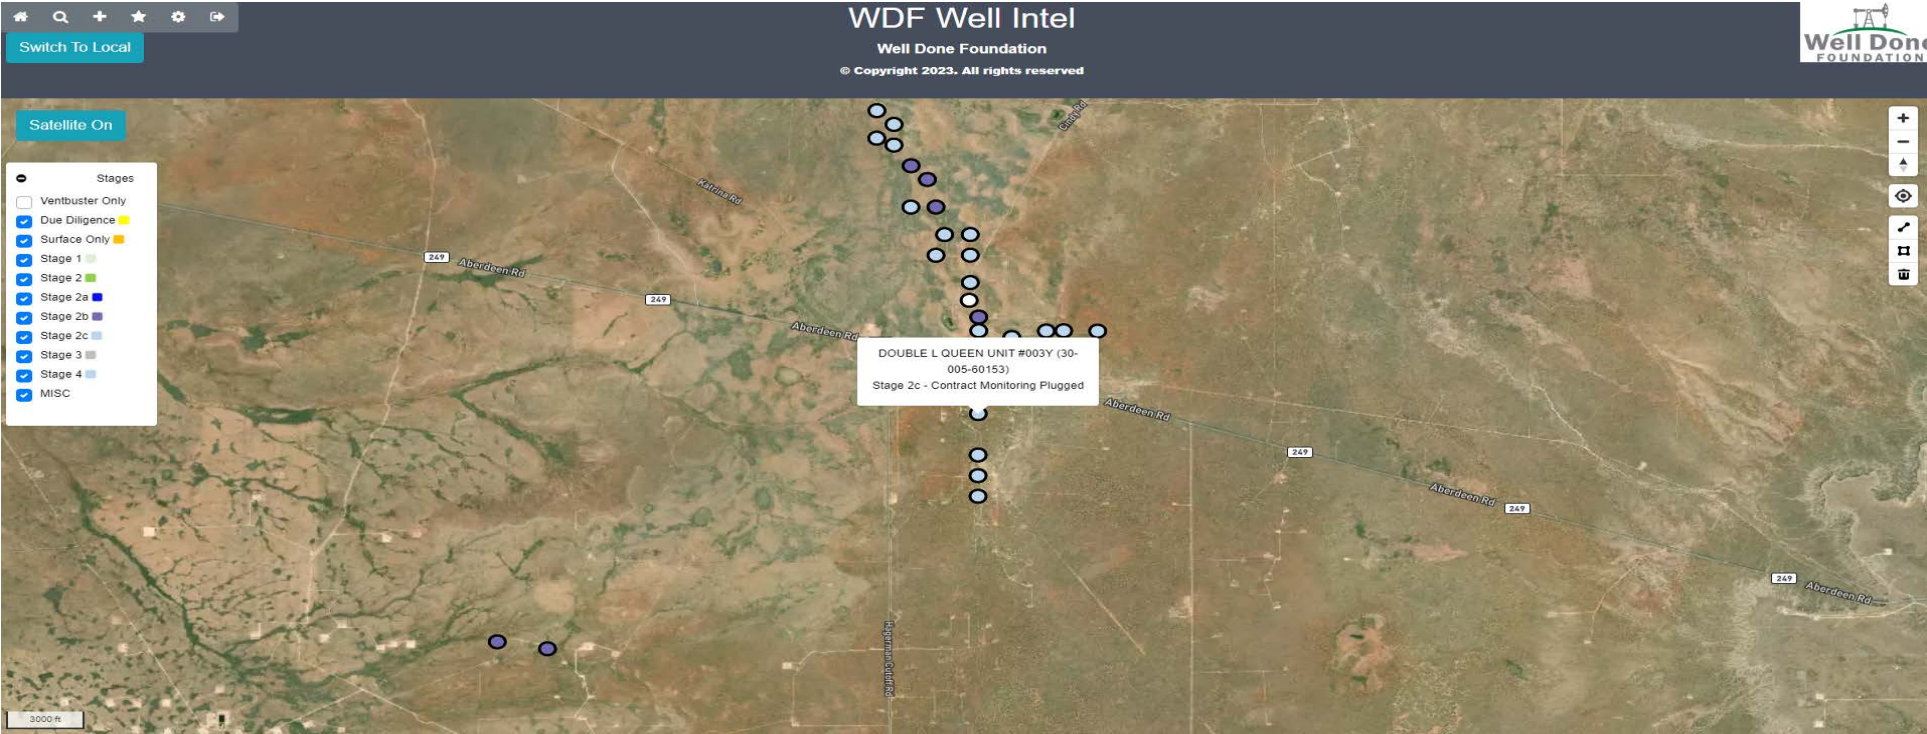 WDF Well Intel
Switch To Local
Well Done Foundation
© Copyright 2023. All rights reserved
Well Done
FOUNDATION
Satellite On
Stages
Ventbuster Only
Due Diligence
Surface Only
Stage 1
Stage 2
Stage 2a
Stage 2b
Stage 2c
Stage 3
Stage 4
MISC
Cindy Rd
Katrina Rd
249
Aberdeen Rd
249
Aberdeen Rd
DOUBLE L QUEEN UNIT #003Y (30-
005-60153)
Stage 2c - Contract Monitoring Plugged
Aberdeen Rd
249
Aberdeen Rd
249
249
Aberdeen Rd
Hagerman Cutoff Rd
3000 ft